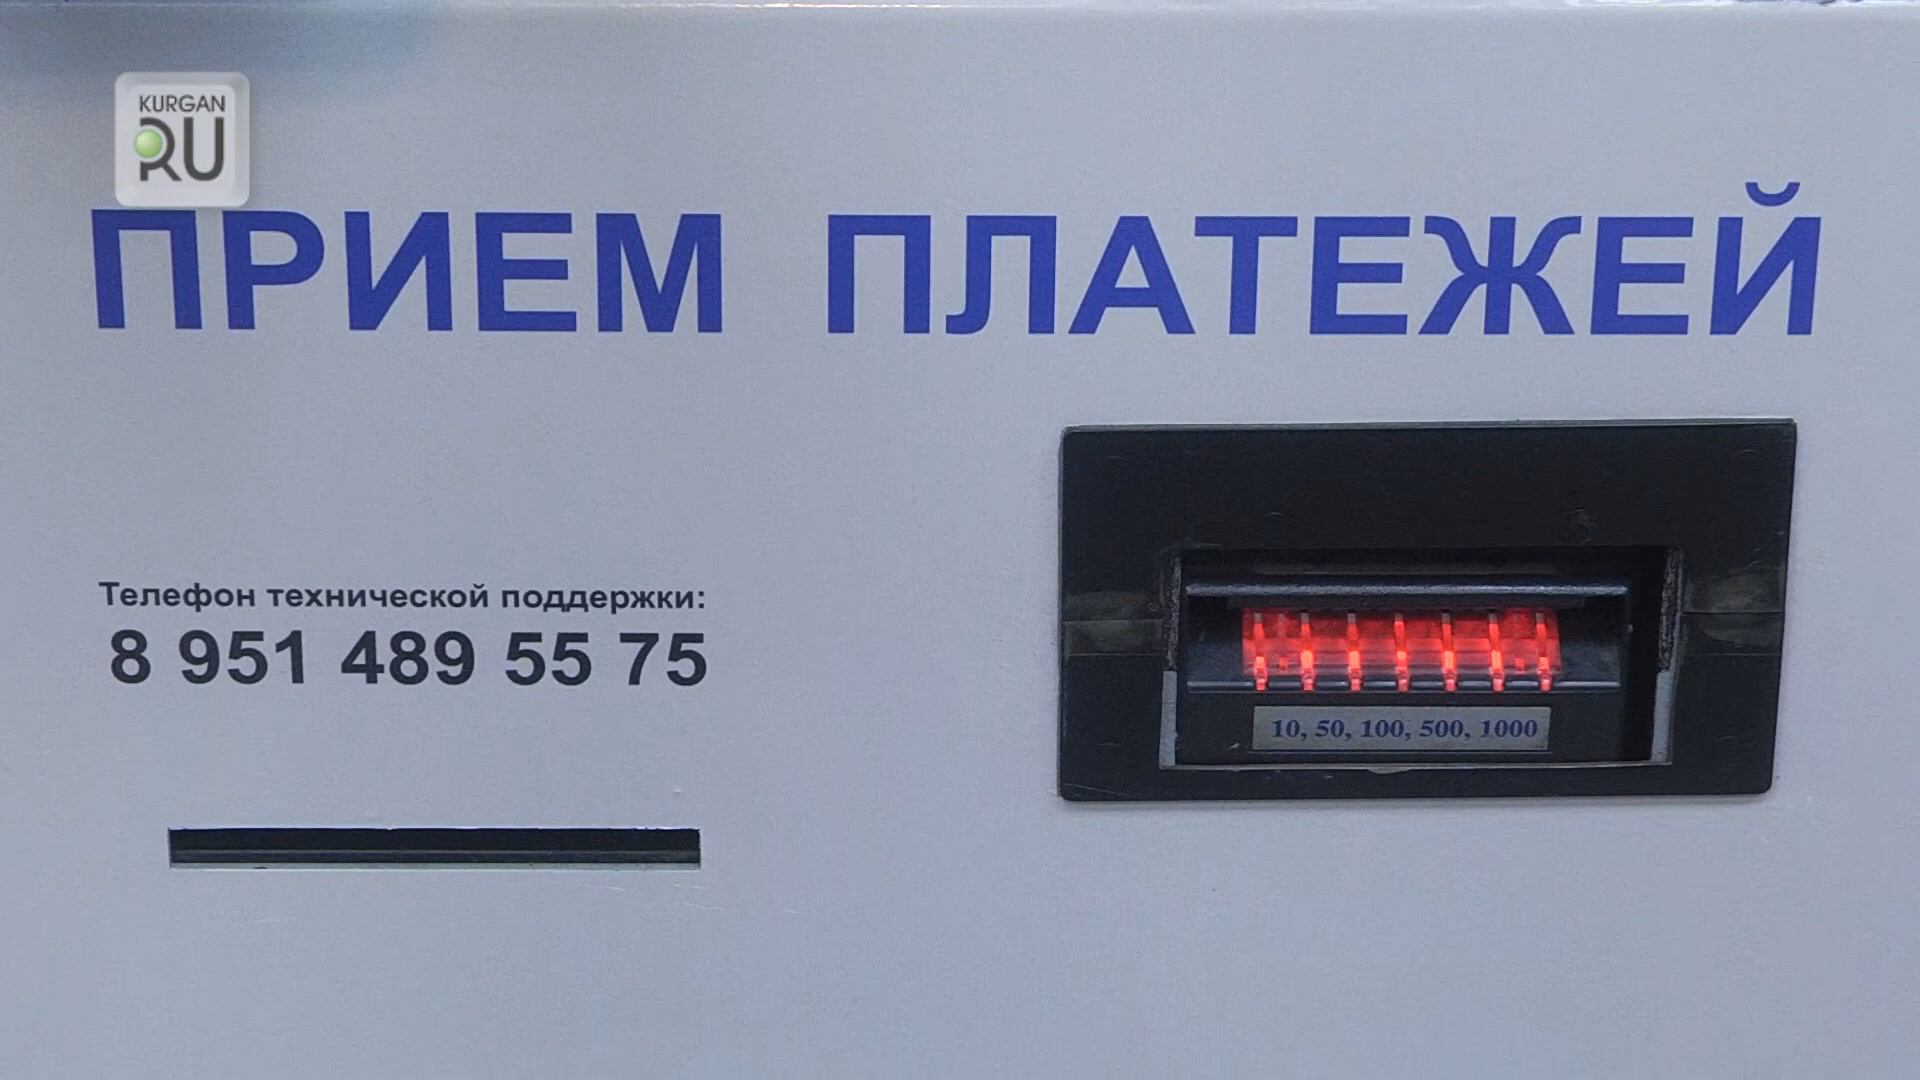 KURGAN
RU
ПРИЕМ ПЛАТЕЖЕЙ
Телефон технической поддержки:
8 951 489 55 75
10, 50, 100, 500, 1000